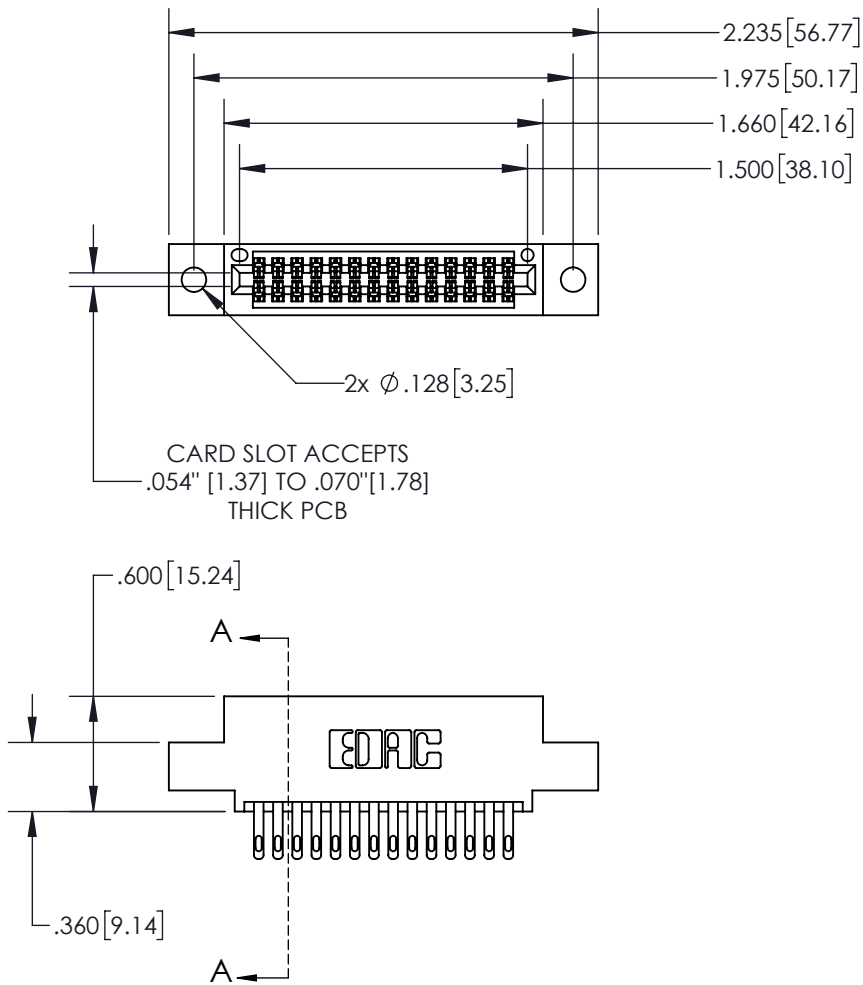 2.235[56.77]
1.975[50.17]
1.660[42.16]
1.500[38.10]
2x ∅.128[3.25]
CARD SLOT ACCEPTS
.054" [1.37] TO .070"[1.78]
THICK PCB
.600[15.24]
A
EDAC
.360[9.14]
A